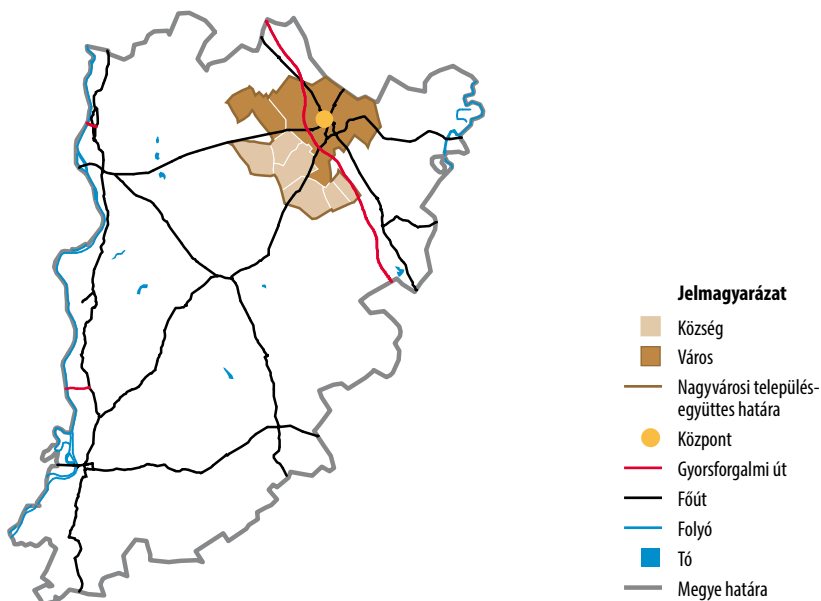 Jelmagyarázat
Község
Város
Nagyvárosi település-
együttes határa
Központ
Gyorsforgalmi út
Főút
Folyó
Tó
Megye határa